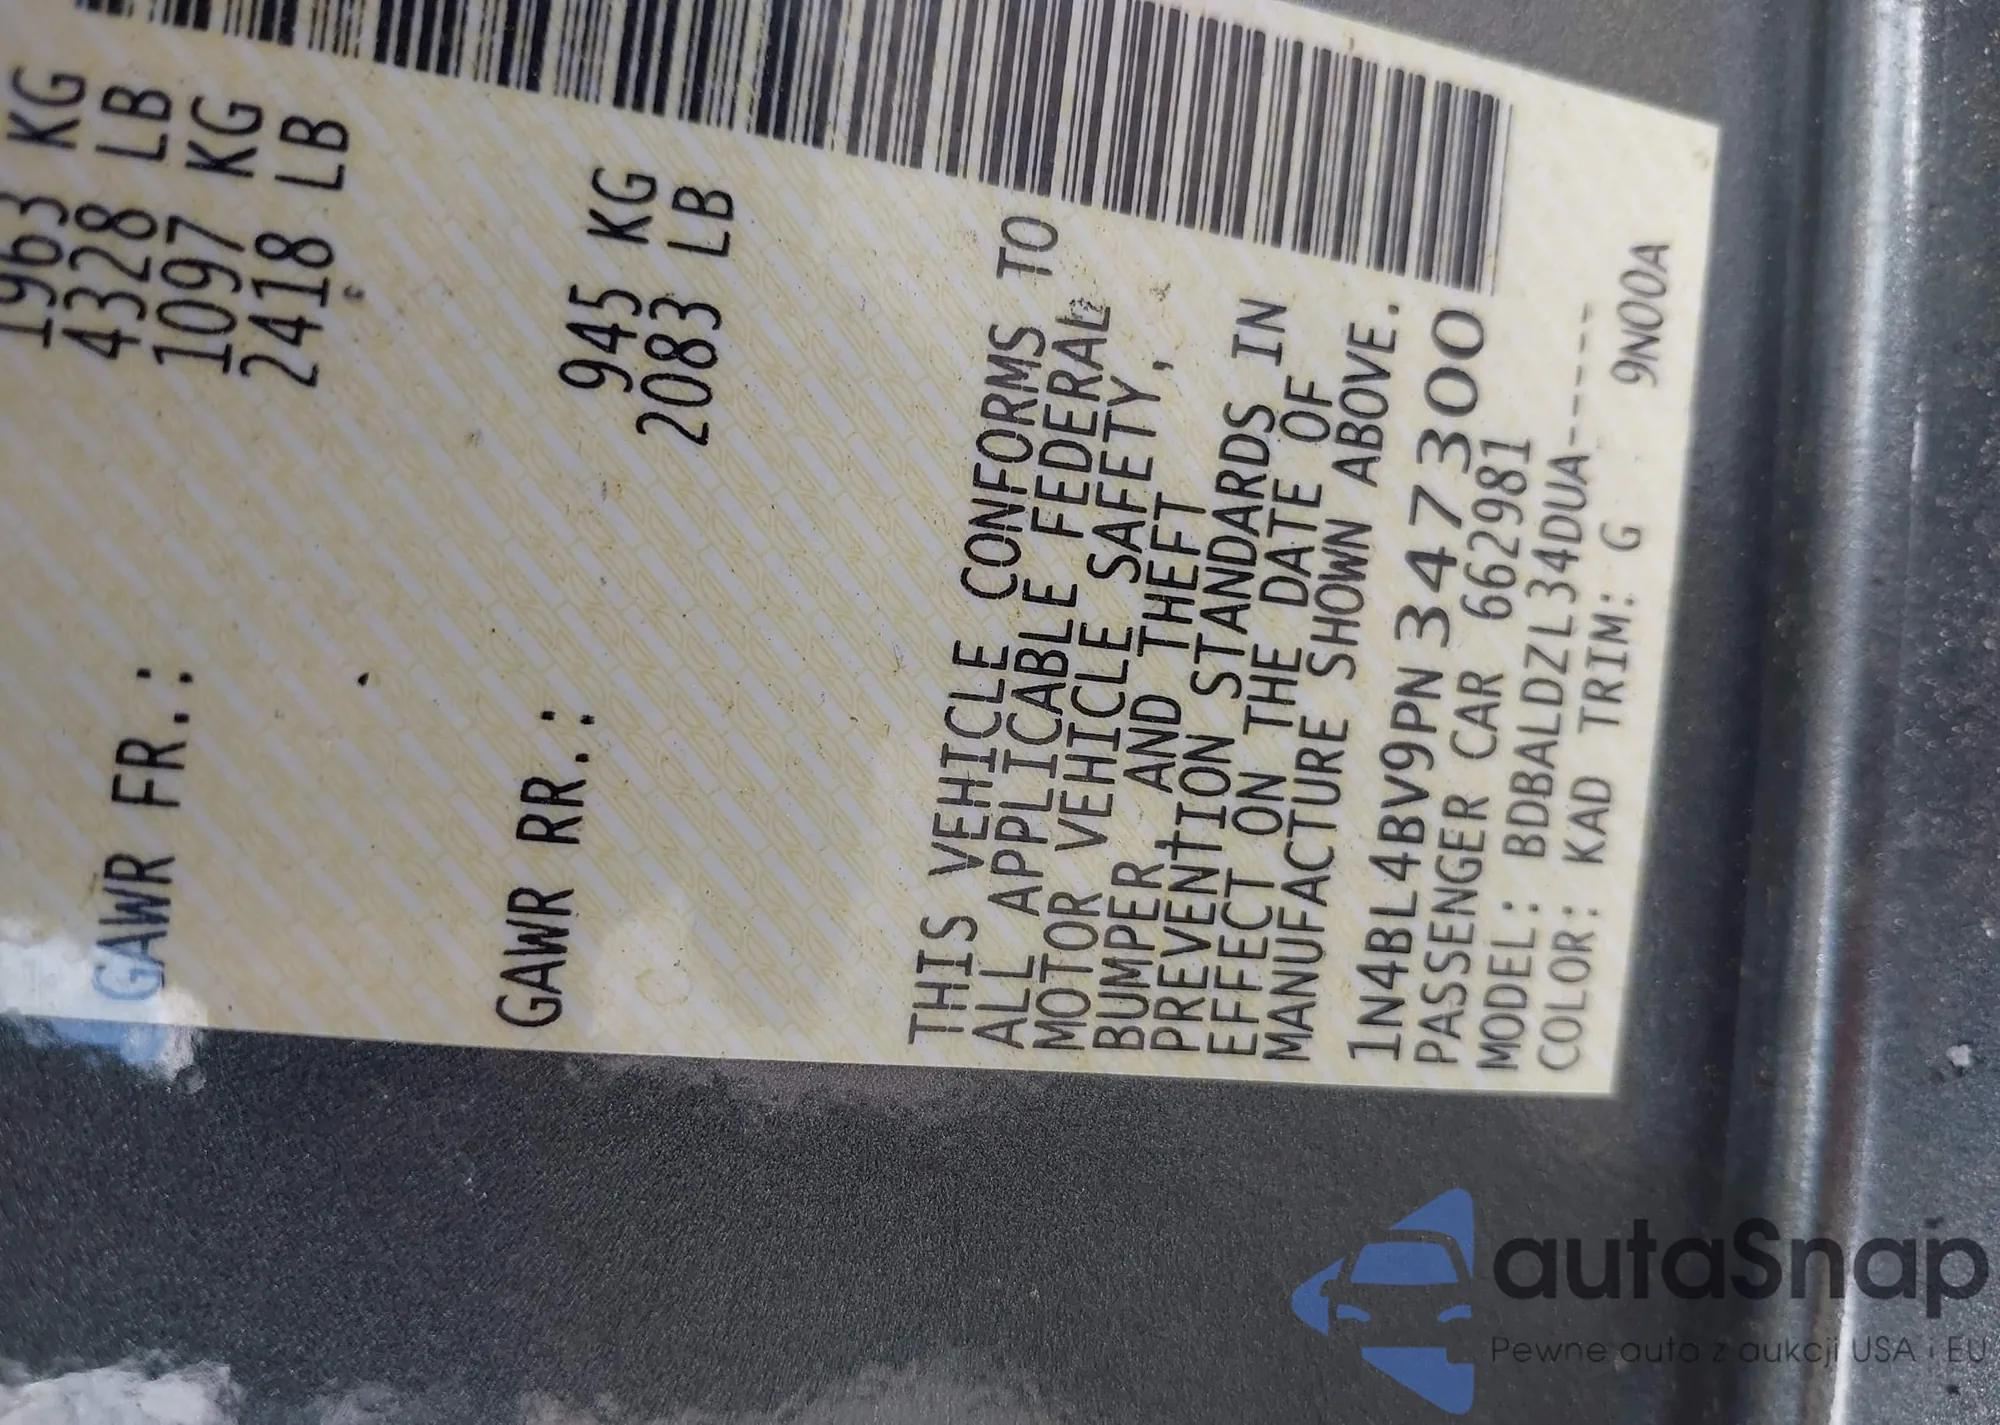 1963 KG
4328 LB
GAWR FR.: 1097 KG
2418 LB
GAWR RR.: 945 KG
2083 LB
THIS VEHICLE CONFORMS TO
ALL APPLICABLE FEDERAL
MOTOR VEHICLE SAFETY,
BUMPER AND THEFT
PREVENTION STANDARDS IN
EFFECT ON THE DATE OF
MANUFACTURE SHOWN ABOVE.
1N4BL4BV9PN347300
PASSENGER CAR 6662981
MODEL: BDBALDZL34DUA-----
COLOR: KAD TRIM: G 9N00A
autaSnap
Pewne auta z aukcji USA i EU